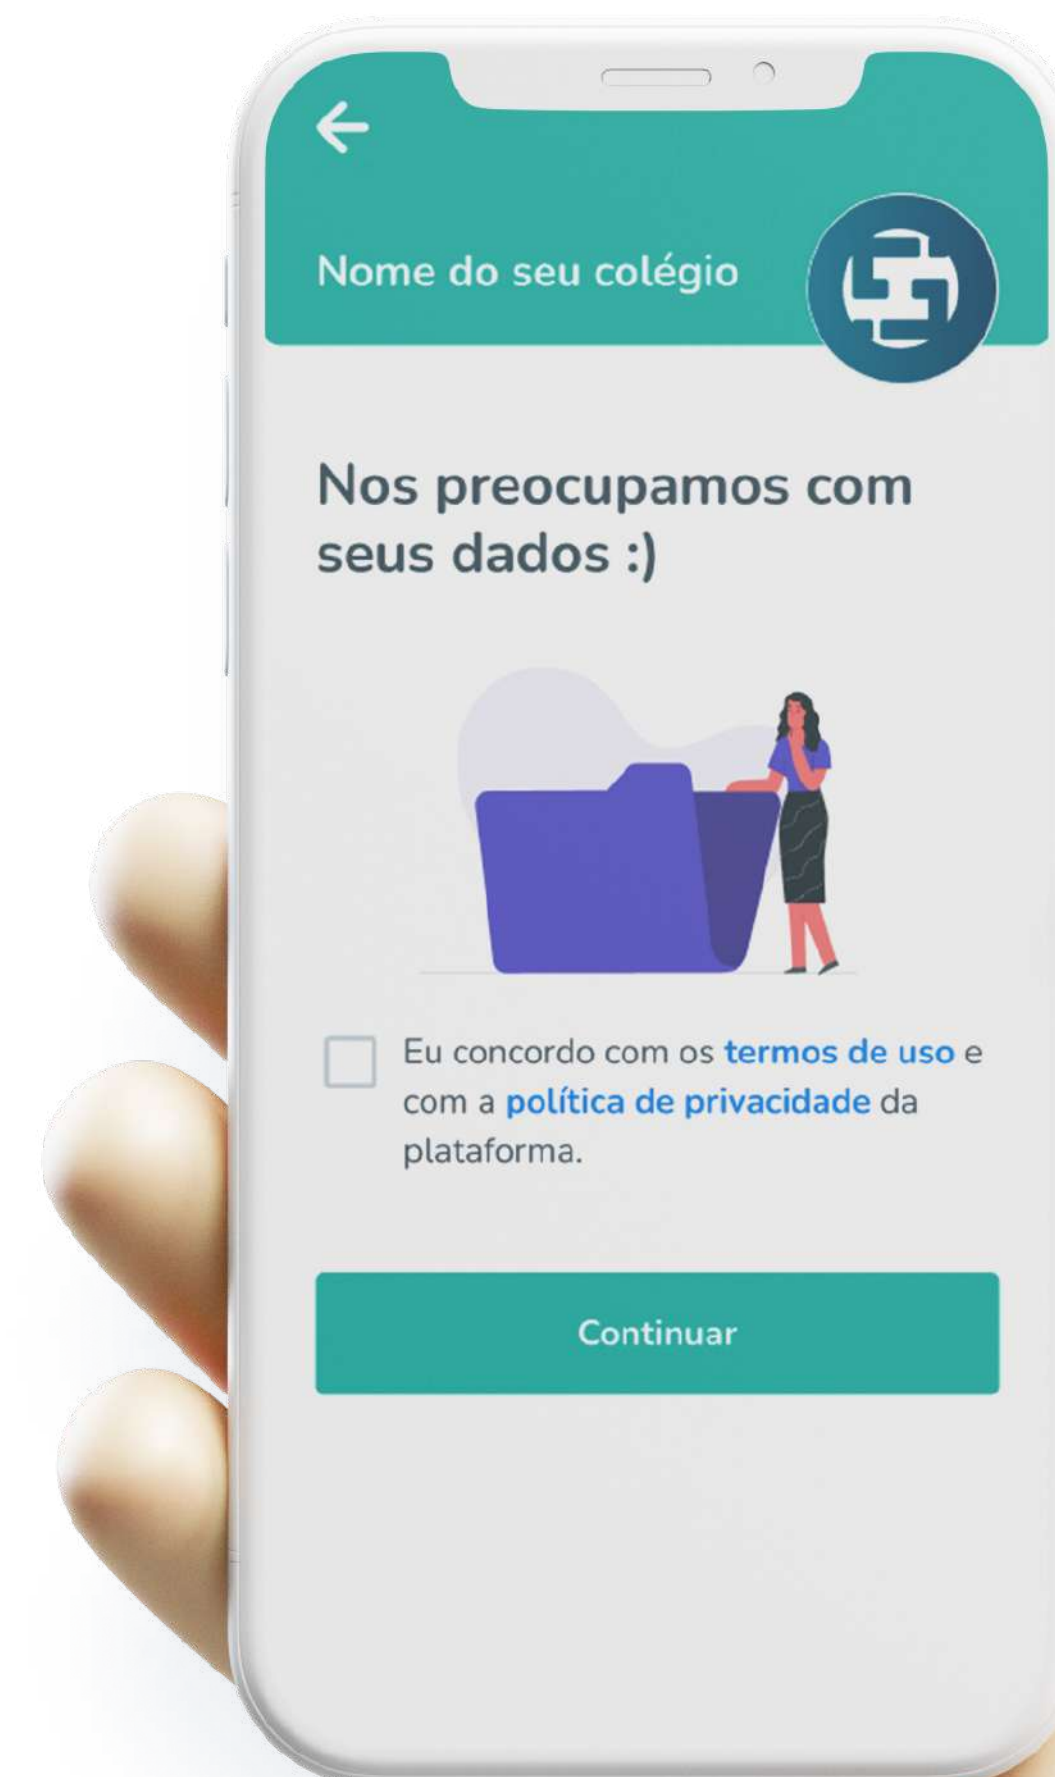 Nome do seu colégio
Nos preocupamos com
seus dados :)
Eu concordo com os termos de uso e
com a política de privacidade da
plataforma.
Continuar